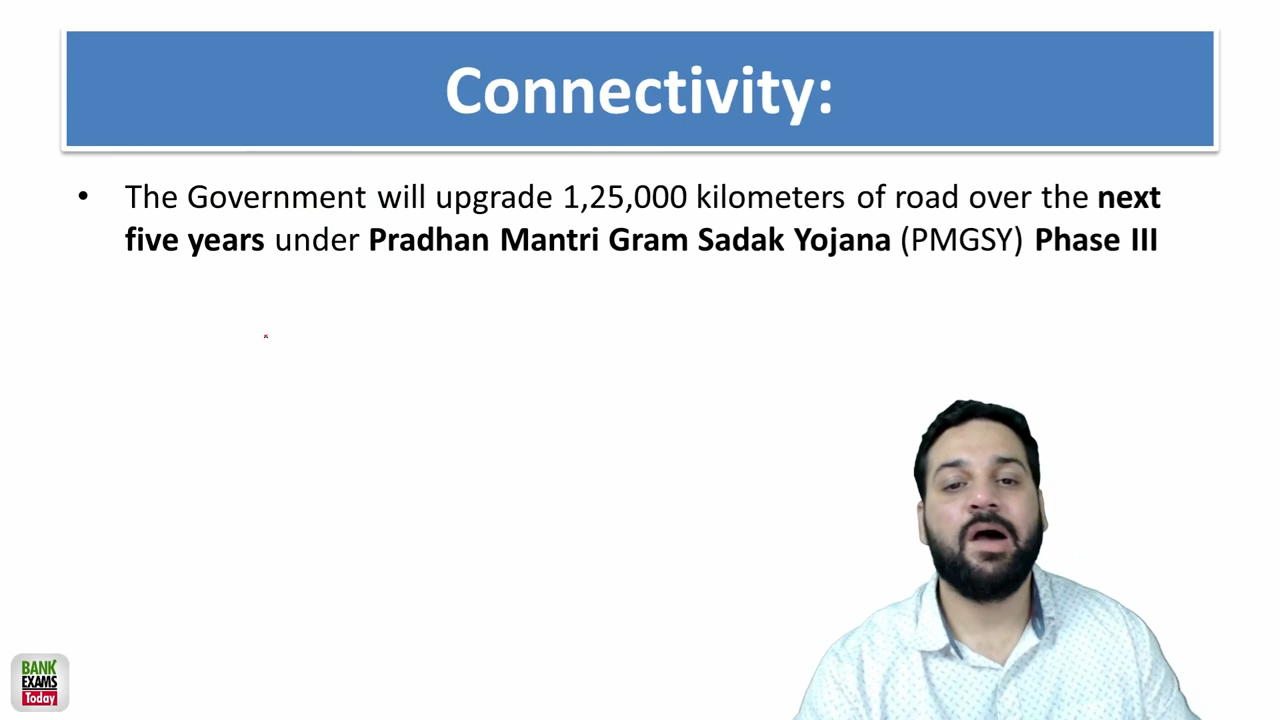 Connectivity:
• The Government will upgrade 1,25,000 kilometers of road over the next
five years under Pradhan Mantri Gram Sadak Yojana (PMGSY) Phase III
BANK
EXAMS
Today